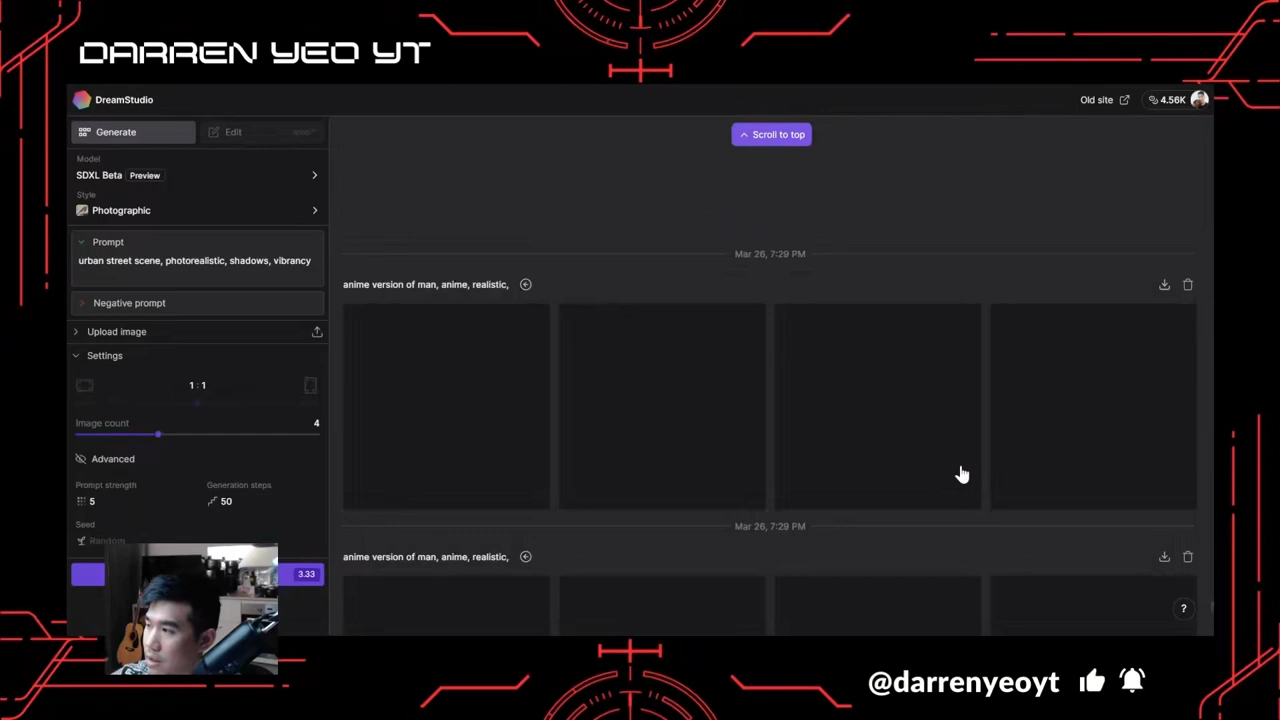 DARREN YEO YT
DreamStudio
Old site
4.56K
Generate
Edit
Scroll to top
Model
SDXL Beta Preview
Style
Photographic
Prompt
urban street scene, photorealistic, shadows, vibrancy
Negative prompt
Upload image
Settings
1 : 1
Image count 4
Advanced
Prompt strength
5
Generation steps
50
Seed
Random
3.33
Mar 26, 7:29 PM
anime version of man, anime, realistic,
Mar 26, 7:29 PM
anime version of man, anime, realistic,
?
@darrenyeoyt